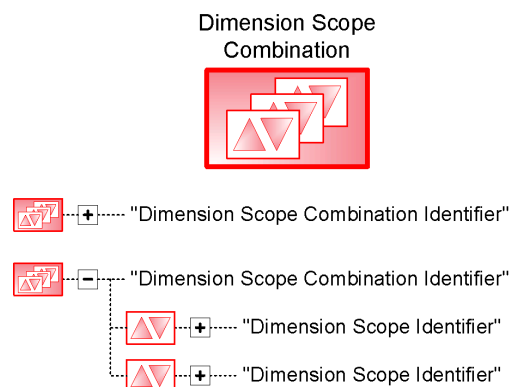 Dimension Scope
Combination
"Dimension Scope Combination Identifier"
"Dimension Scope Combination Identifier"
"Dimension Scope Identifier"
"Dimension Scope Identifier"